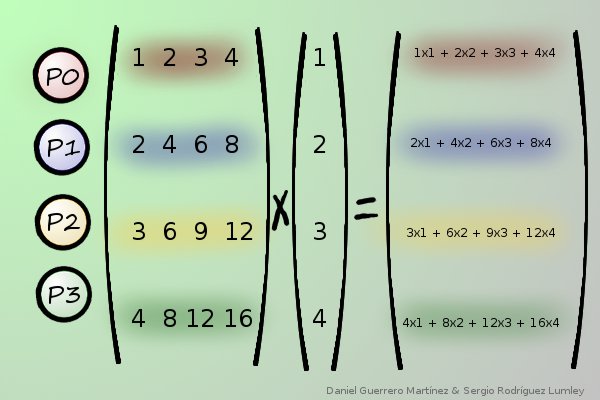 P0 1 2 3 4 1 1x1 + 2x2 + 3x3 + 4x4
P1 2 4 6 8 2 2x1 + 4x2 + 6x3 + 8x4
X =
P2 3 6 9 12 3 3x1 + 6x2 + 9x3 + 12x4
P3 4 8 12 16 4 4x1 + 8x2 + 12x3 + 16x4
Daniel Guerrero Martínez & Sergio Rodríguez Lumley